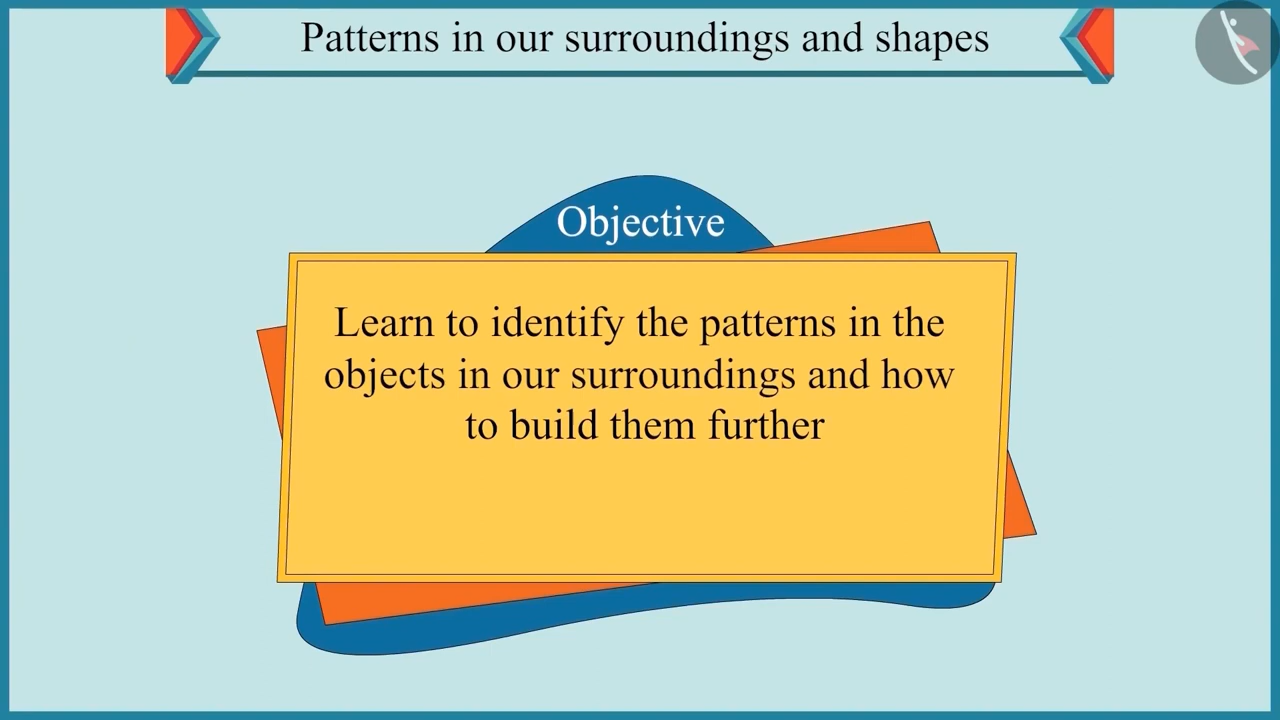 Patterns in our surroundings and shapes
Objective
Learn to identify the patterns in the
objects in our surroundings and how
to build them further